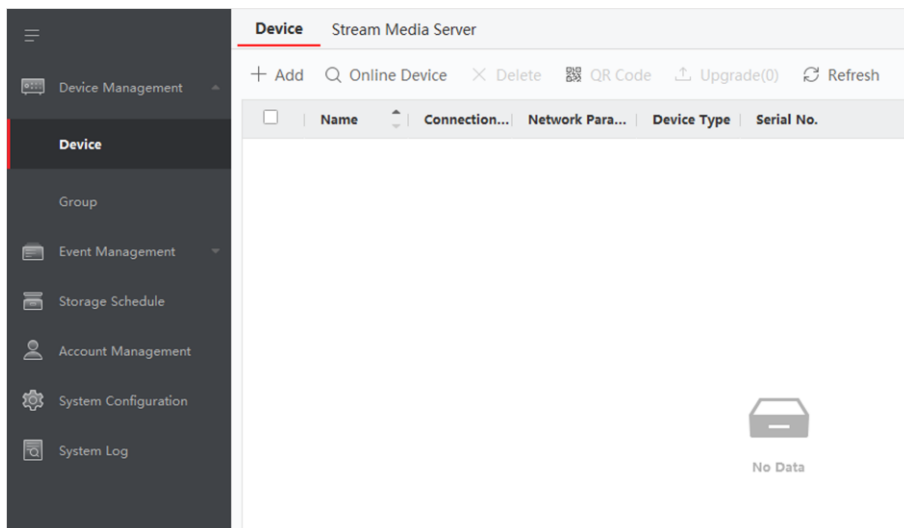 Device Stream Media Server
Add Online Device Delete QR Code Upgrade(0) Refresh
Name Connection... Network Para... Device Type Serial No.
Device Management
Device
Group
Event Management
Storage Schedule
Account Management
System Configuration
System Log
No Data